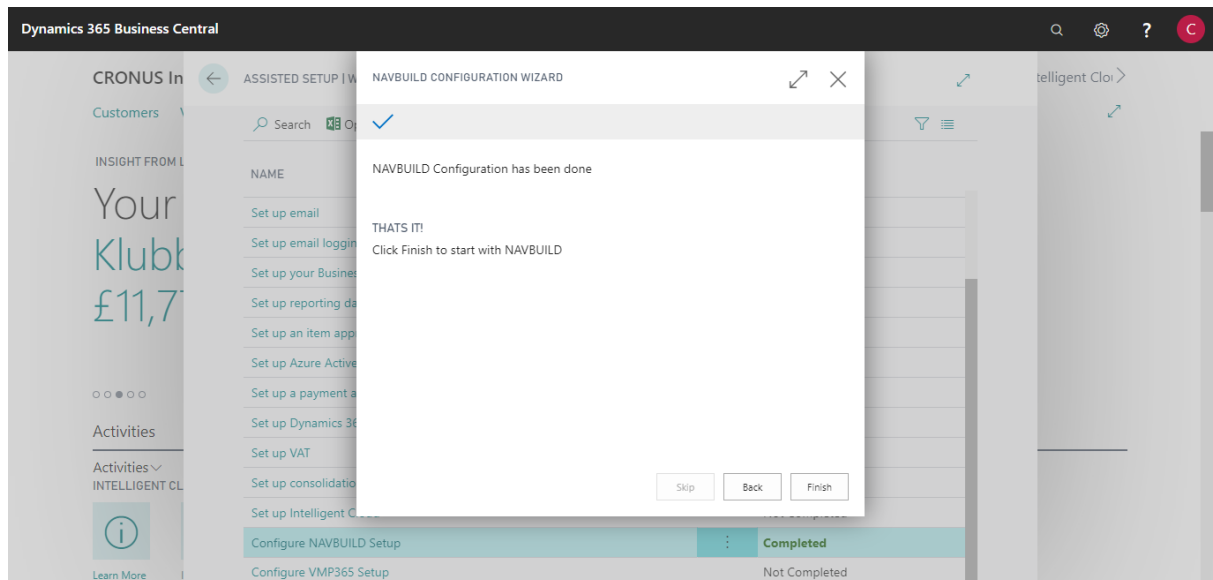 Dynamics 365 Business Central
?
C
CRONUS In
ASSISTED SETUP | W
NAVBUILD CONFIGURATION WIZARD
telligent Clou
Customers
Search
INSIGHT FROM L
NAME
NAVBUILD Configuration has been done
Your
Klubb
£11,7
Set up email
Set up email loggin
Set up your Busines
Set up reporting da
Set up an item appr
Set up Azure Active
Set up a payment a
Set up Dynamics 36
Set up VAT
Set up consolidatio
Set up Intelligent C
THATS IT!
Click Finish to start with NAVBUILD
Skip
Back
Finish
Activities
Activities
INTELLIGENT CL
Not Completed
Configure NAVBUILD Setup
Completed
Learn More
Configure VMP365 Setup
Not Completed